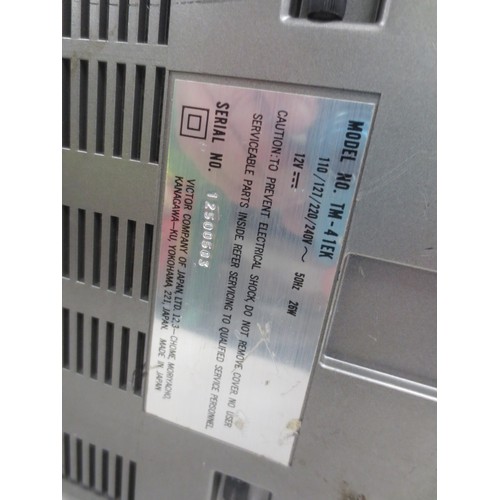 MODEL NO. TM-41EK
110/127/220/240V～ 50Hz 26W
12V⎓
CAUTION: TO PREVENT ELECTRICAL SHOCK DO NOT REMOVE COVER. NO USER
SERVICEABLE PARTS INSIDE REFER SERVICING TO QUALIFIED SERVICE PERSONNEL
SERIAL NO. 12500583
VICTOR COMPANY OF JAPAN, LTD. 12,3-CHOME, MORIYACHO,
KANAGAWA-KU, YOKOHAMA 221, JAPAN MADE IN JAPAN